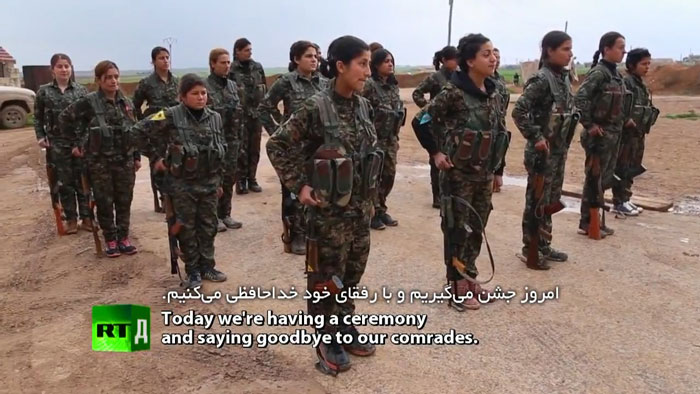 امروز جشن می‌گیریم و با رفقای خود خداحافظی می‌کنیم.
RT Д
Today we're having a ceremony
and saying goodbye to our comrades.